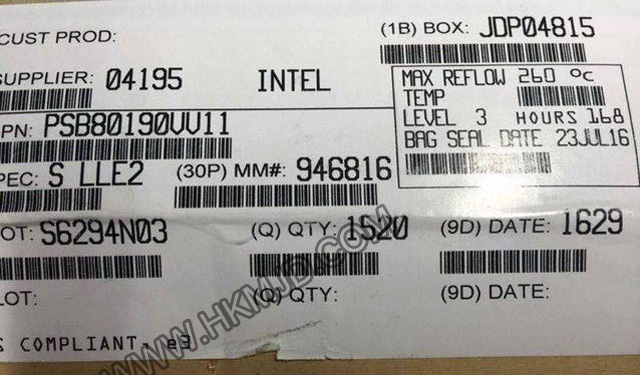 CUST PROD:
(1B) BOX: JDP04815
SUPPLIER: 04195 INTEL
MAX REFLOW 260 °C
TEMP
LEVEL 3 HOURS 168
BAG SEAL DATE 23JUL16
PN: PSB80190VV11
PEC: S LLE2 (30P) MM#: 946816
OT: S6294N03 (Q) QTY: 1520 (9D) DATE: 1629
LOT: (Q) QTY: (9D) DATE:
S COMPLIANT- e3
WWW.HKMJD.COM